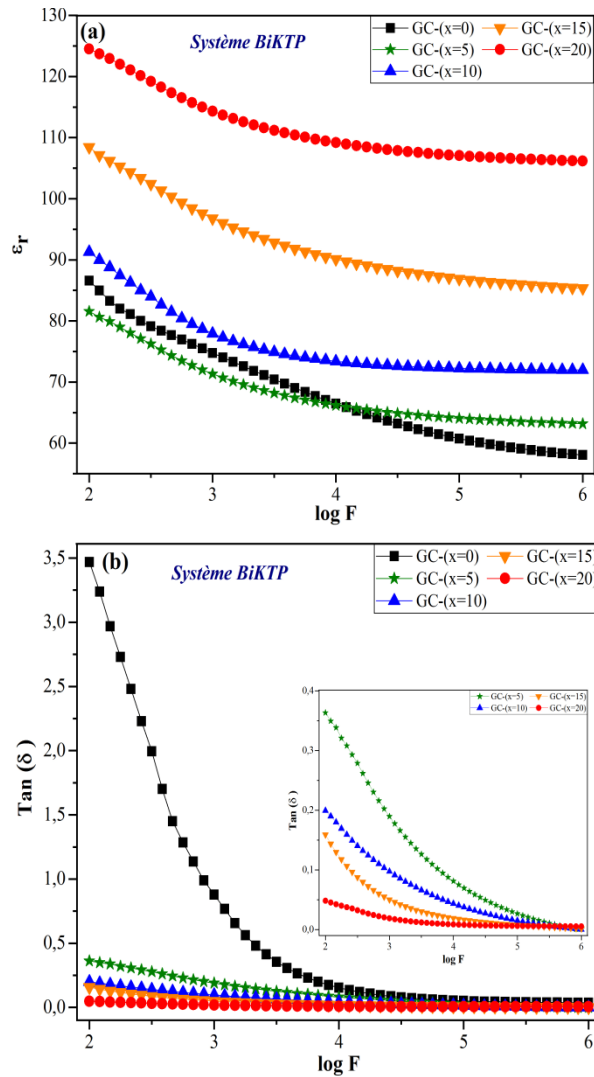 (a)
Système BiKTP
GC-(x=0) GC-(x=15)
GC-(x=5) GC-(x=20)
GC-(x=10)
130
120
110
100
90
80
70
60
εr
2 3 4 5 6
log F
(b)
Système BiKTP
GC-(x=0) GC-(x=15)
GC-(x=5) GC-(x=20)
GC-(x=10)
3,5
3,0
2,5
2,0
1,5
1,0
0,5
0,0
Tan (δ )
GC-(x=5) GC-(x=15)
GC-(x=10) GC-(x=20)
0,4
0,3
0,2
0,1
0,0
Tan (δ )
2 3 4 5 6
log F
2 3 4 5 6
log F